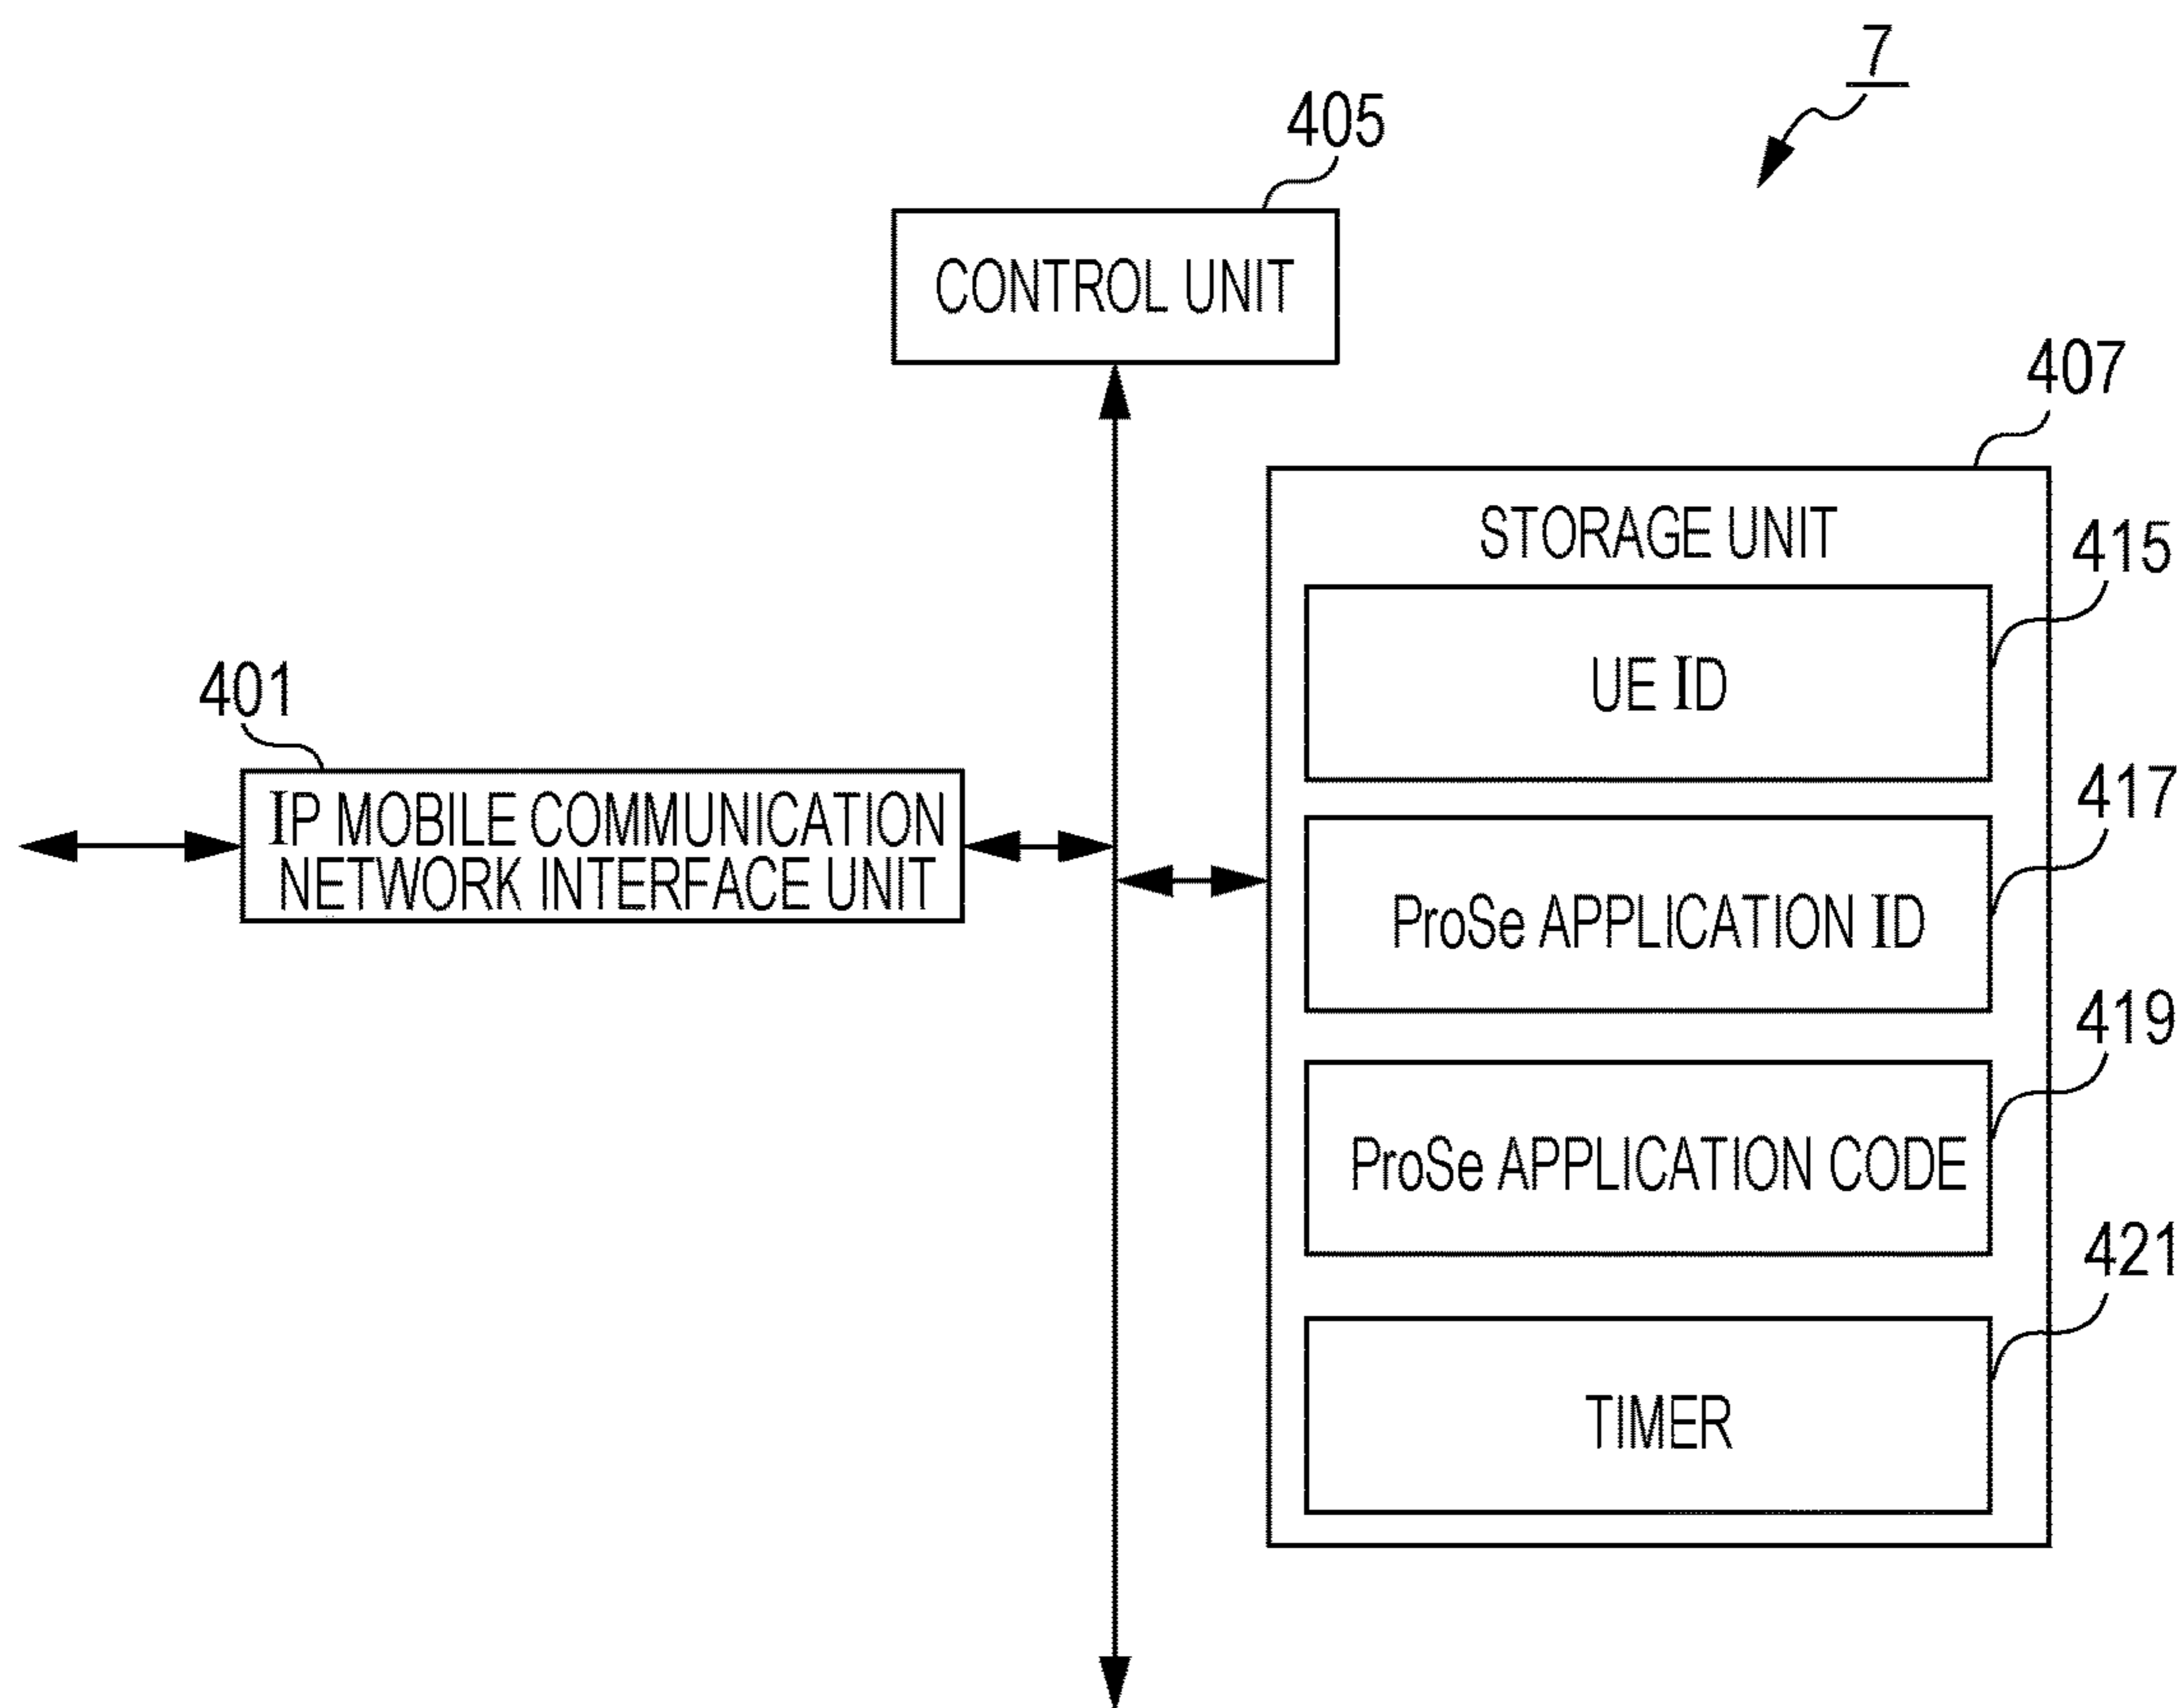 7
405
CONTROL UNIT
407
STORAGE UNIT
415
UE ID
401
IP MOBILE COMMUNICATION
NETWORK INTERFACE UNIT
417
ProSe APPLICATION ID
419
ProSe APPLICATION CODE
421
TIMER